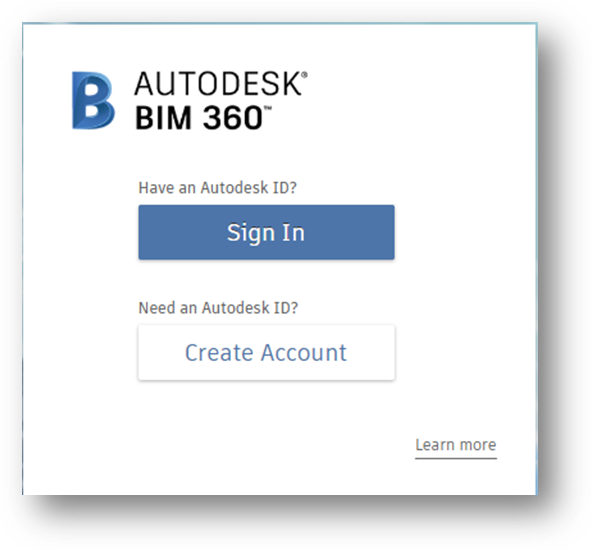 AUTODESK®
BIM 360™
Have an Autodesk ID?
Sign In
Need an Autodesk ID?
Create Account
Learn more